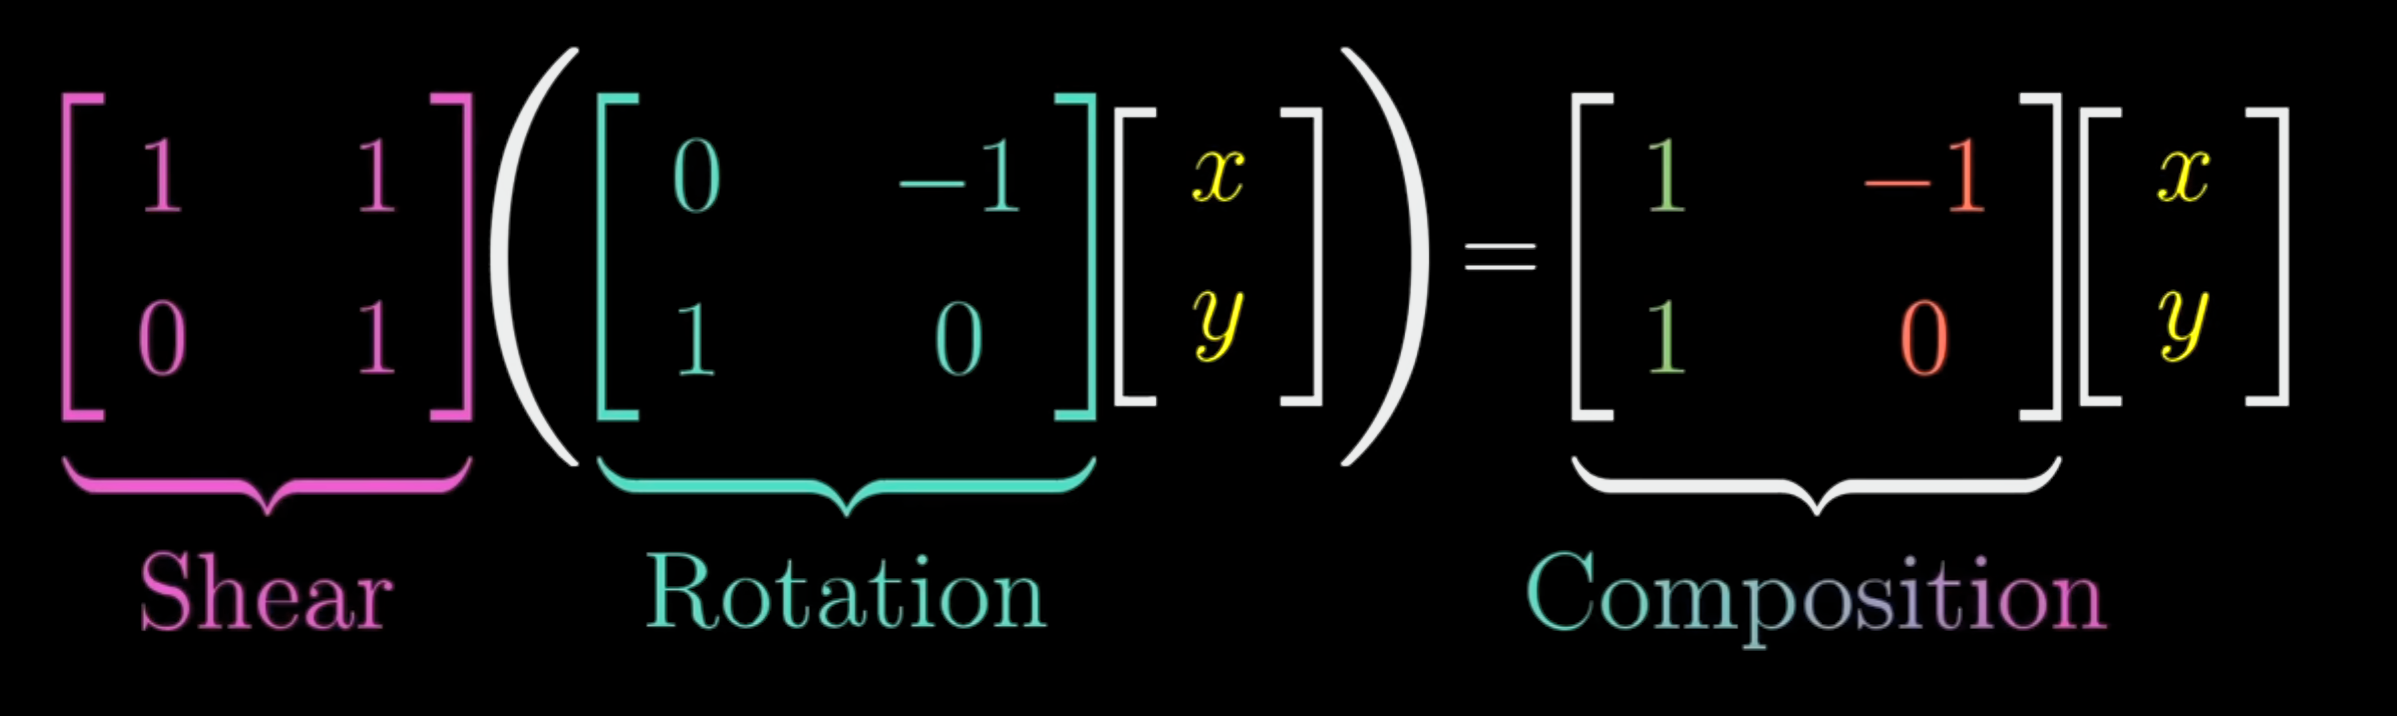 [1 1; 0 1] ([0 −1; 1 0] [x; y]) = [1 −1; 1 0] [x; y]
Shear Rotation Composition